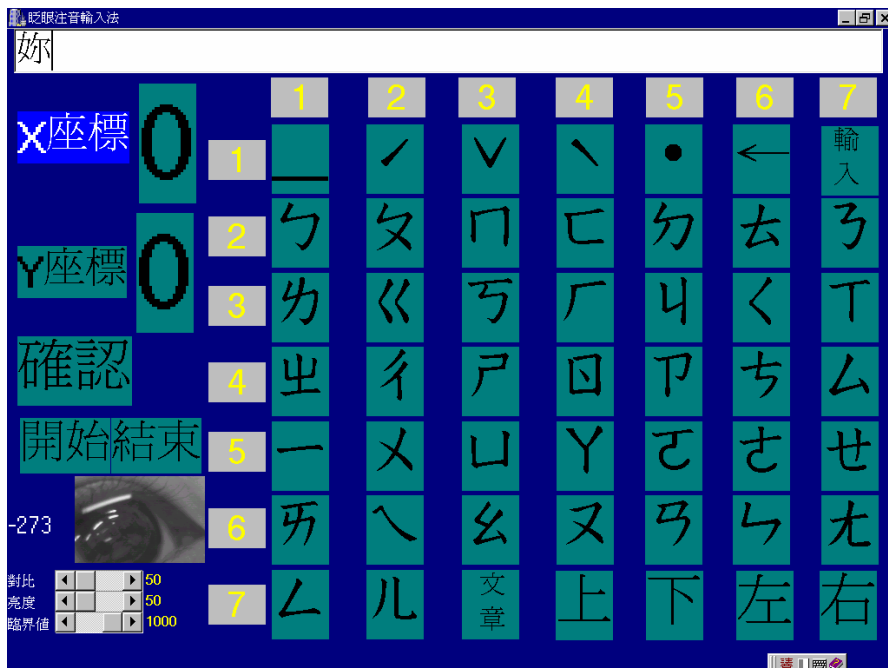 眨眼注音輸入法
妳
1 2 3 4 5 6 7
X座標 0
1 ˉ ˊ ˇ ˋ ˙ ← 輸入
2 ㄅ ㄆ ㄇ ㄈ ㄉ ㄊ ㄋ
Y座標 0
3 ㄌ ㄍ ㄎ ㄏ ㄐ ㄑ ㄒ
確認
4 ㄓ ㄔ ㄕ ㄖ ㄗ ㄘ ㄙ
開始 結束
5 ㄧ ㄨ ㄩ ㄚ ㄛ ㄜ ㄝ
-273
6 ㄞ ㄟ ㄠ ㄡ ㄢ ㄣ ㄤ
對比 50
亮度 50
臨界值 1000
7 ㄥ ㄦ 文章 上 下 左 右